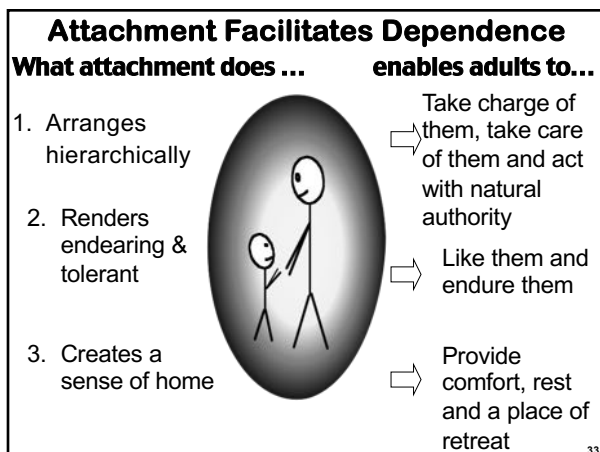 Attachment Facilitates Dependence
What attachment does ...
enables adults to...
1. Arranges
hierarchically
2. Renders
endearing &
tolerant
3. Creates a
sense of home
Take charge of
them, take care
of them and act
with natural
authority
Like them and
endure them
Provide
comfort, rest
and a place of
retreat
33